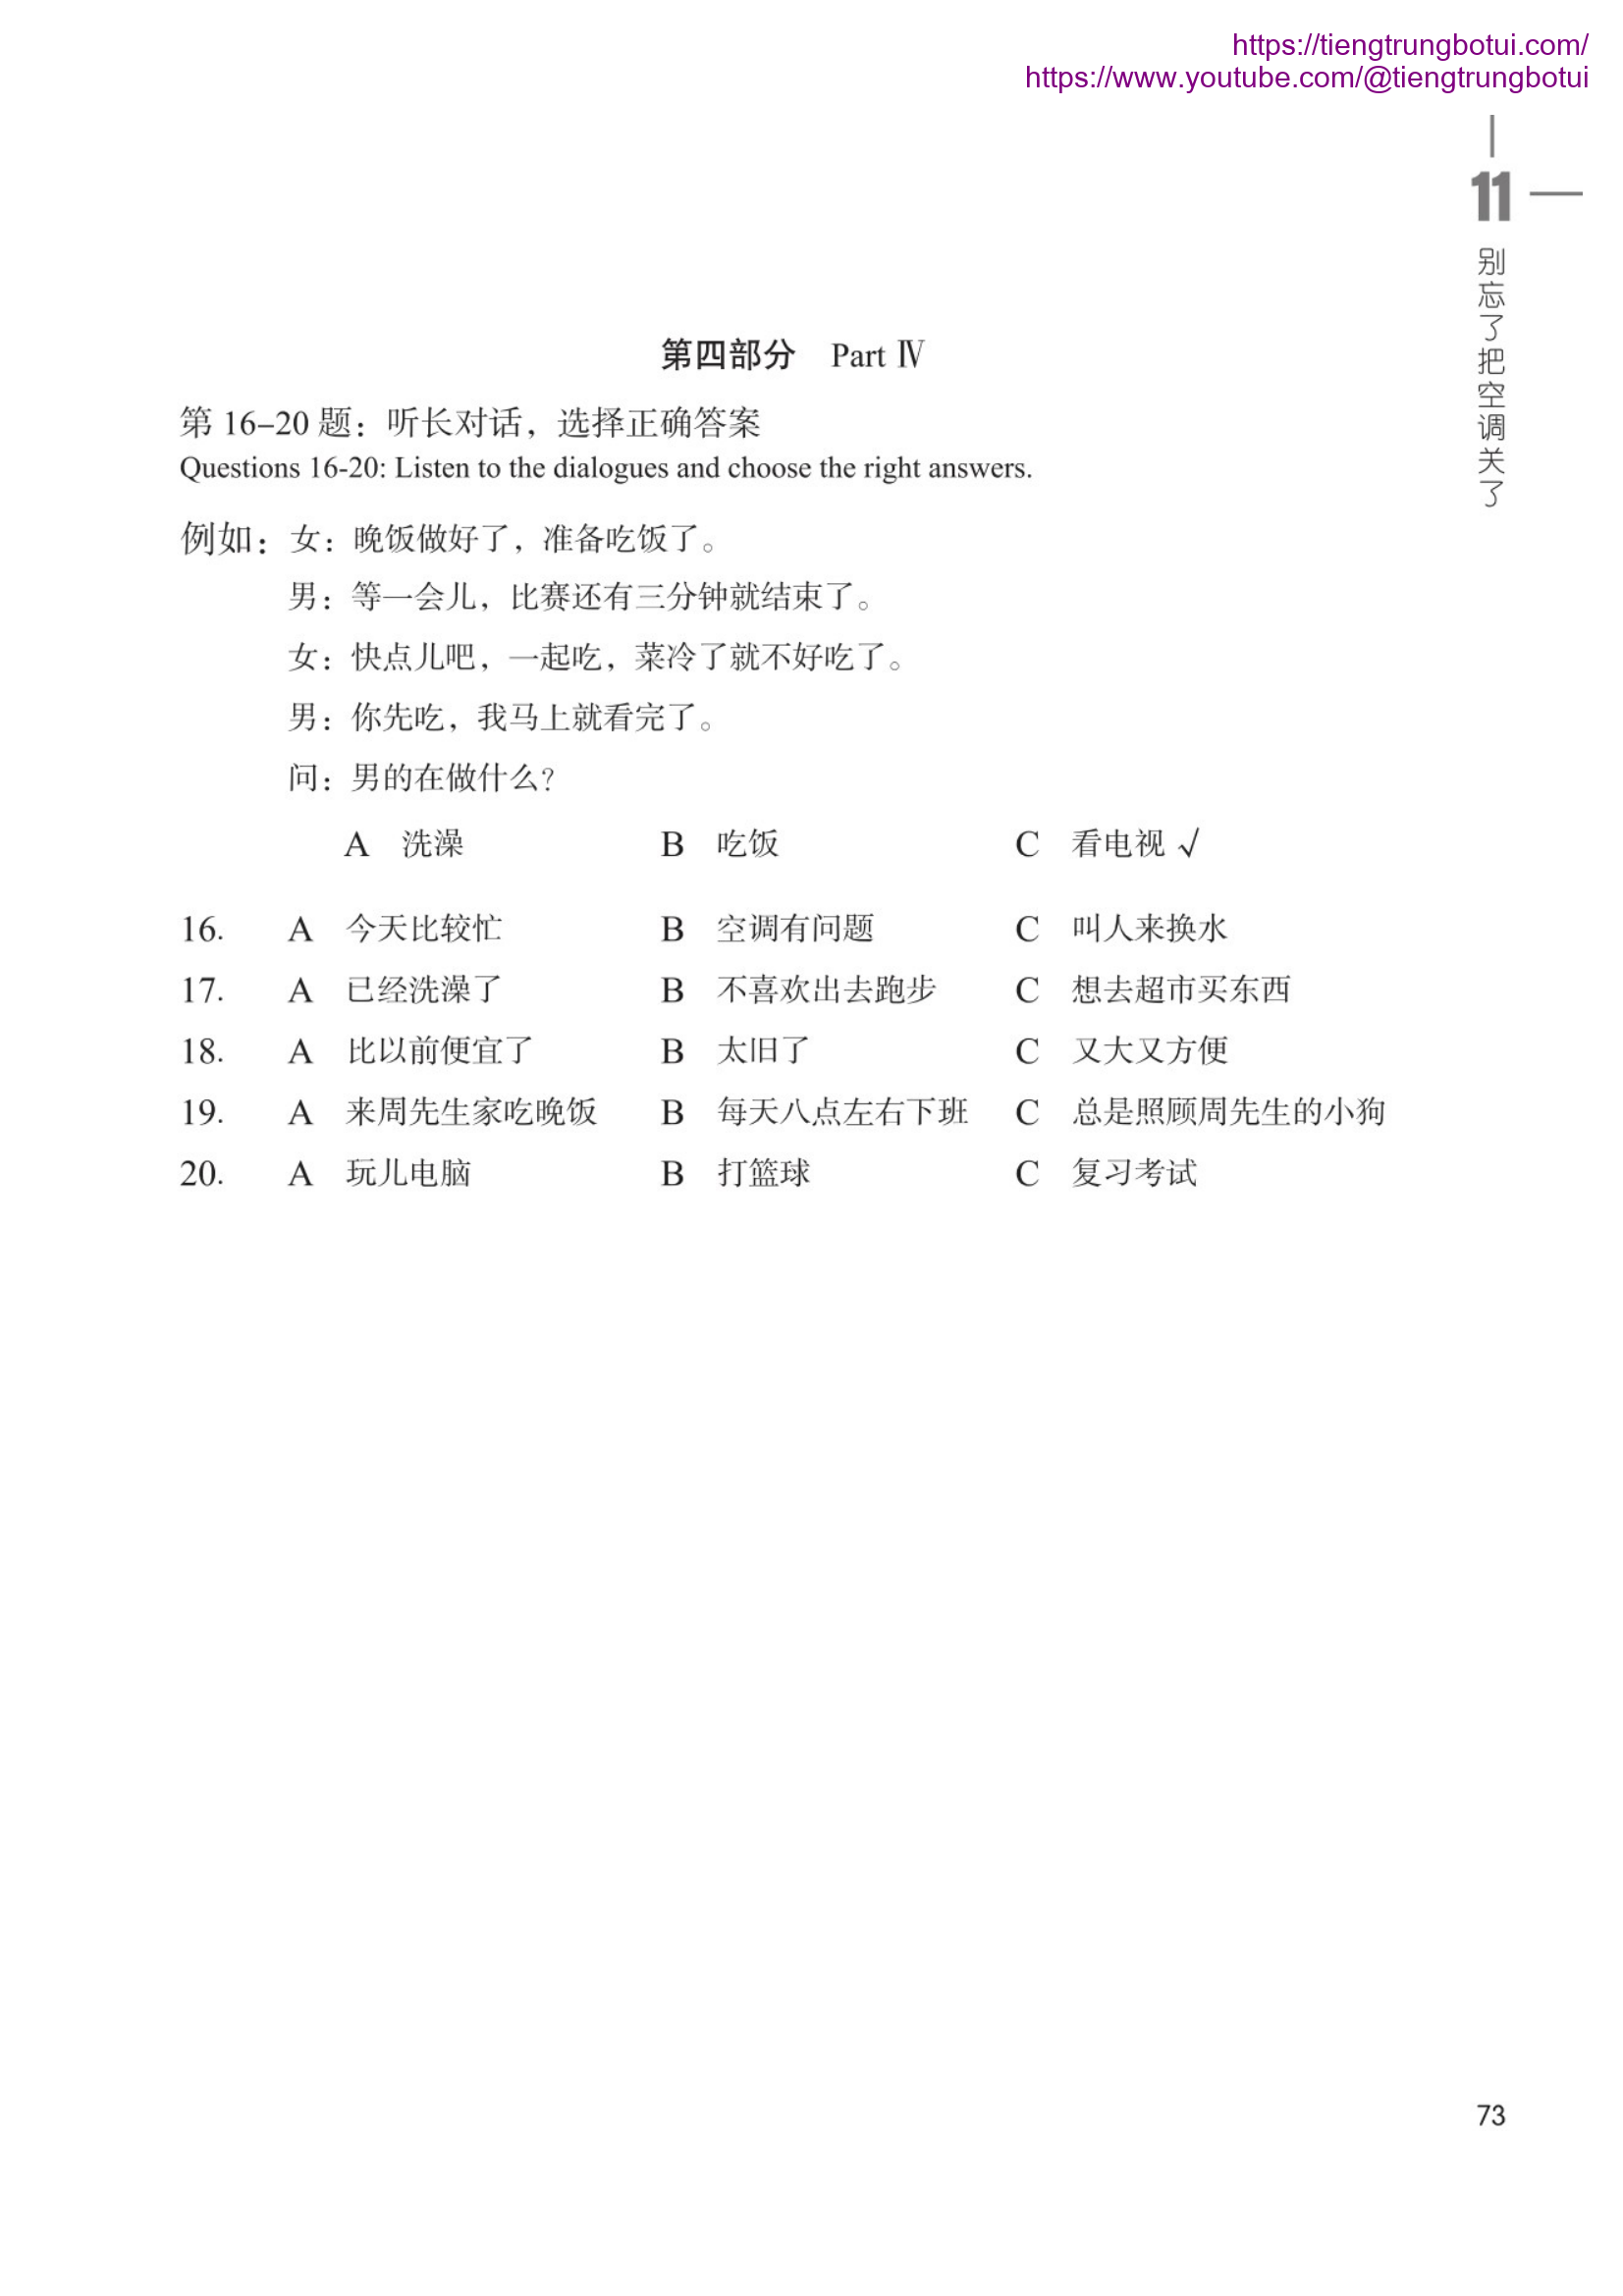 https://tiengtrungbotui.com/
https://www.youtube.com/@tiengtrungbotui
11
别忘了把空调关了
第四部分 Part Ⅳ
第 16–20 题：听长对话，选择正确答案
Questions 16-20: Listen to the dialogues and choose the right answers.
例如：女：晚饭做好了，准备吃饭了。
男：等一会儿，比赛还有三分钟就结束了。
女：快点儿吧，一起吃，菜冷了就不好吃了。
男：你先吃，我马上就看完了。
问：男的在做什么？
A 洗澡 B 吃饭 C 看电视 √
16. A 今天比较忙 B 空调有问题 C 叫人来换水
17. A 已经洗澡了 B 不喜欢出去跑步 C 想去超市买东西
18. A 比以前便宜了 B 太旧了 C 又大又方便
19. A 来周先生家吃晚饭 B 每天八点左右下班 C 总是照顾周先生的小狗
20. A 玩儿电脑 B 打篮球 C 复习考试
73